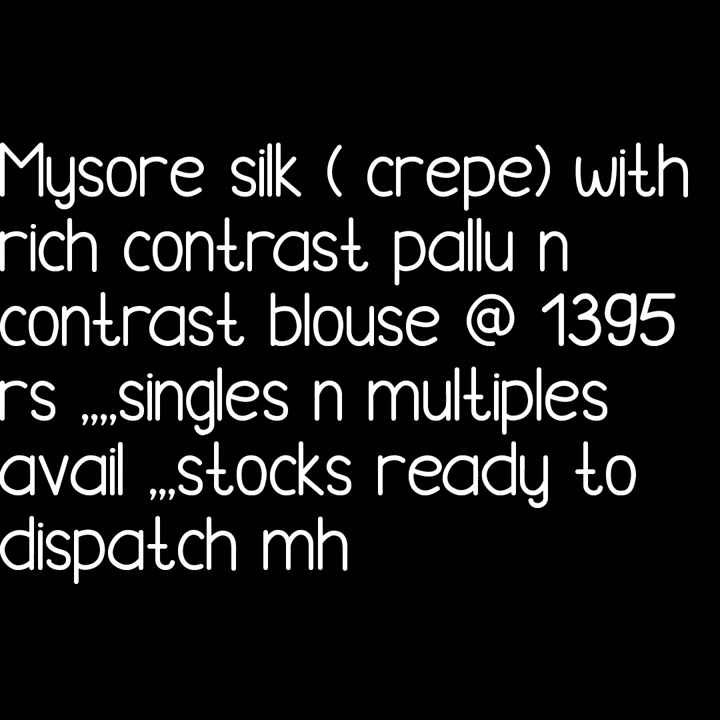 Mysore silk ( crepe) with
rich contrast pallu n
contrast blouse @ 1395
rs ,,,,singles n multiples
avail ,,,stocks ready to
dispatch mh